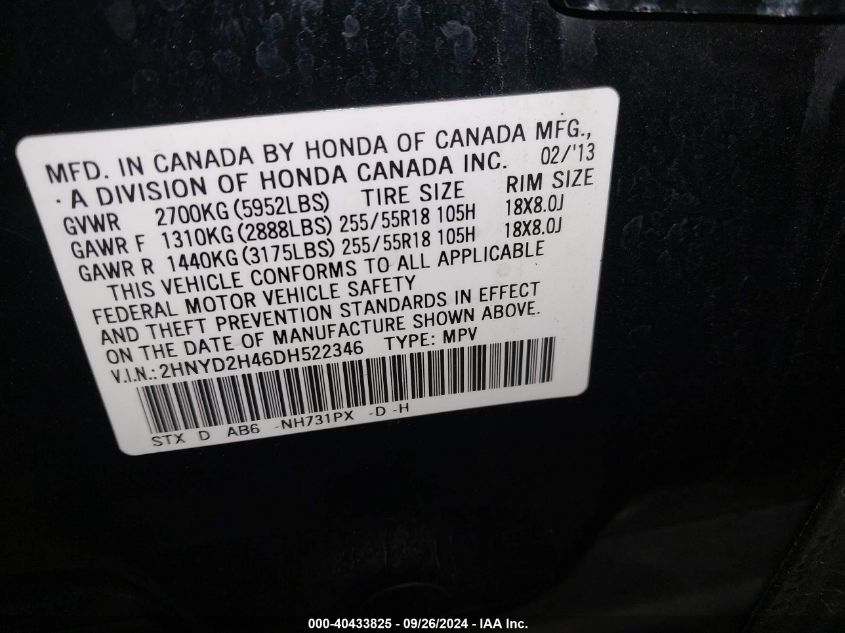 MFD. IN CANADA BY HONDA OF CANADA MFG.,
A DIVISION OF HONDA CANADA INC. 02/'13
GVWR 2700KG (5952LBS) TIRE SIZE RIM SIZE
GAWR F 1310KG (2888LBS) 255/55R18 105H 18X8.0J
GAWR R 1440KG (3175LBS) 255/55R18 105H 18X8.0J
THIS VEHICLE CONFORMS TO ALL APPLICABLE
FEDERAL MOTOR VEHICLE SAFETY
AND THEFT PREVENTION STANDARDS IN EFFECT
ON THE DATE OF MANUFACTURE SHOWN ABOVE.
V.I.N.: 2HNYD2H46DH522346 TYPE: MPV
STX D AB6 -NH731PX -D -H
000-40433825 - 09/26/2024 - IAA Inc.